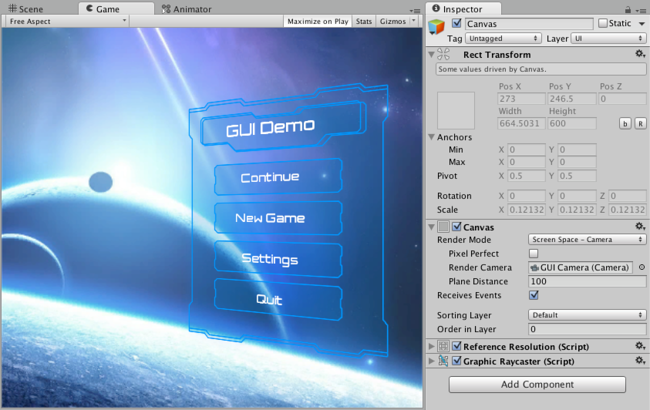 Scene Game Animator
Free Aspect Maximize on Play Stats Gizmos
GUI Demo
Continue
New Game
Settings
Quit
Inspector
Canvas Static
Tag Untagged Layer UI
Rect Transform
Some values driven by Canvas.
Pos X Pos Y Pos Z
273 246.5 0
Width Height
664.5031 600 b R
Anchors
Min X 0 Y 0
Max X 0 Y 0
Pivot X 0.5 Y 0.5
Rotation X 0 Y 0 Z 0
Scale X 0.12132 Y 0.12132 Z 0.12132
Canvas
Render Mode Screen Space - Camera
Pixel Perfect
Render Camera GUI Camera (Camera)
Plane Distance 100
Receives Events
Sorting Layer Default
Order in Layer 0
Reference Resolution (Script)
Graphic Raycaster (Script)
Add Component